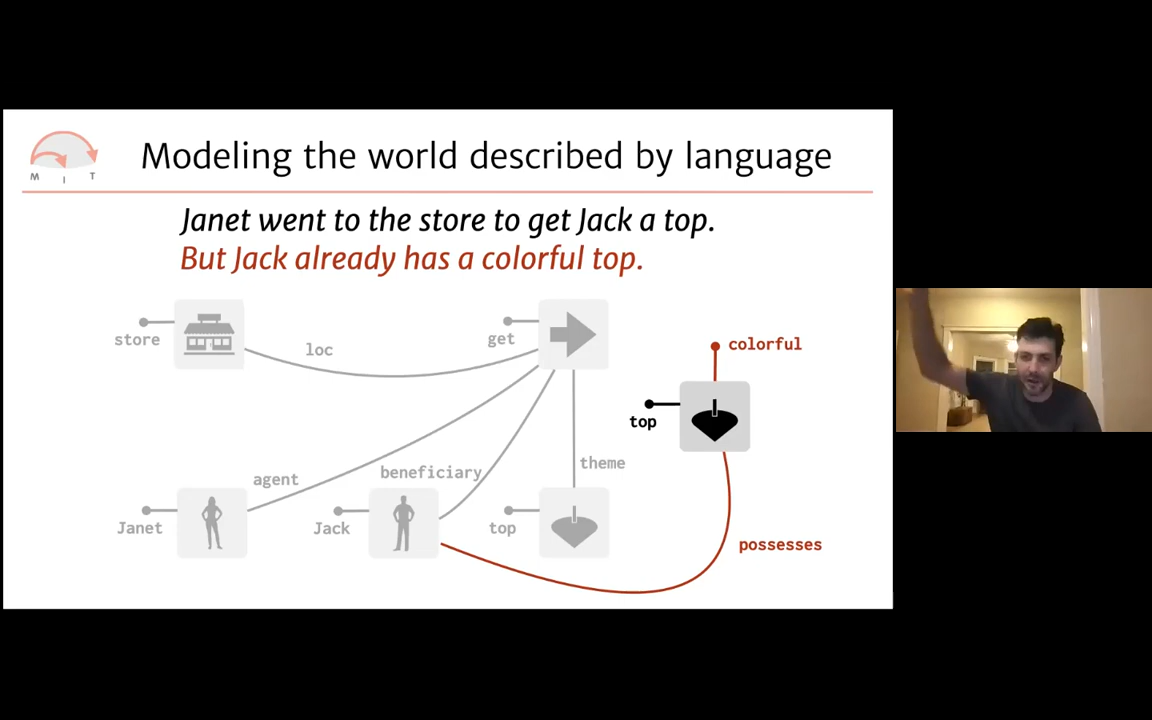 Modeling the world described by language
M I T
Janet went to the store to get Jack a top.
But Jack already has a colorful top.
store
loc
get
colorful
top
agent
beneficiary
theme
Janet
Jack
top
possesses